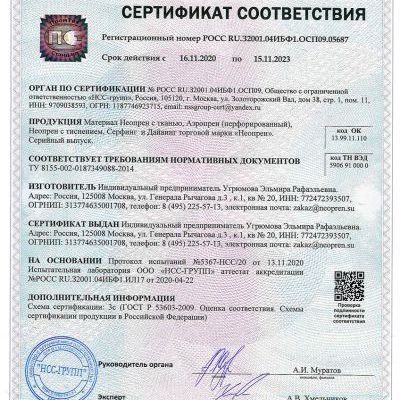 СЕРТИФИКАТ СООТВЕТСТВИЯ
Регистрационный номер РОСС RU.32001.04ИБФ1.ОСП09.05687
Срок действия с 16.11.2020 по 15.11.2023
ОРГАН ПО СЕРТИФИКАЦИИ № РОСС RU.32001.04ИБФ1.ОСП09, Общество с ограниченной
ответственностью «НСС-групп», Россия, 105120, г. Москва, ул. Золоторожский Вал, дом 38, стр. 1, пом. 11,
ИНН: 9709038593, ОГРН: 1187746923715, email: nssgroup-cert@yandex.ru
ПРОДУКЦИЯ Материал Неопрен с тканью, Аэропрен (перфорированный),
Неопрен с тиснением, Серфинг и Дайвинг торговой марки «Неопрен».
Серийный выпуск.
код ОК
13.99.11.110
код ТН ВЭД
5906 91 000 0
СООТВЕТСТВУЕТ ТРЕБОВАНИЯМ НОРМАТИВНЫХ ДОКУМЕНТОВ
ТУ 8155-002-0187349088-2014
ИЗГОТОВИТЕЛЬ Индивидуальный предприниматель Угрюмова Эльмира Рафаэльевна.
Адрес: Россия, 125008 Москва, ул. Генерала Рычагова д.3 , к.1, кв № 20, ИНН: 772472393507,
ОГРНИП: 313774635001708, телефон: 8 (495) 225-57-13, электронная почта: zakaz@neopren.su
СЕРТИФИКАТ ВЫДАН Индивидуальный предприниматель Угрюмова Эльмира Рафаэльевна.
Адрес: Россия, 125008 Москва, ул. Генерала Рычагова д.3 , к.1, кв № 20, ИНН: 772472393507,
ОГРНИП: 313774635001708, телефон: 8 (495) 225-57-13, электронная почта: zakaz@neopren.su
НА ОСНОВАНИИ Протокол испытаний №5367-НСС/20 от 13.11.2020
Испытательная лаборатория ООО «НСС-ГРУПП» аттестат аккредитации
№РОСС RU.32001.04ИБФ1.ИЛ17 от 2020-04-22
ДОПОЛНИТЕЛЬНАЯ ИНФОРМАЦИЯ
Схема сертификации: 3с (ГОСТ Р 53603-2009. Оценка соответствия. Схемы
сертификации продукции в Российской Федерации)
Проверка
подлинности
сертификата
соответствия
Руководитель органа
А.И. Муратов
"НСС-ГРУПП"
Эксперт
А.В. Хмельников